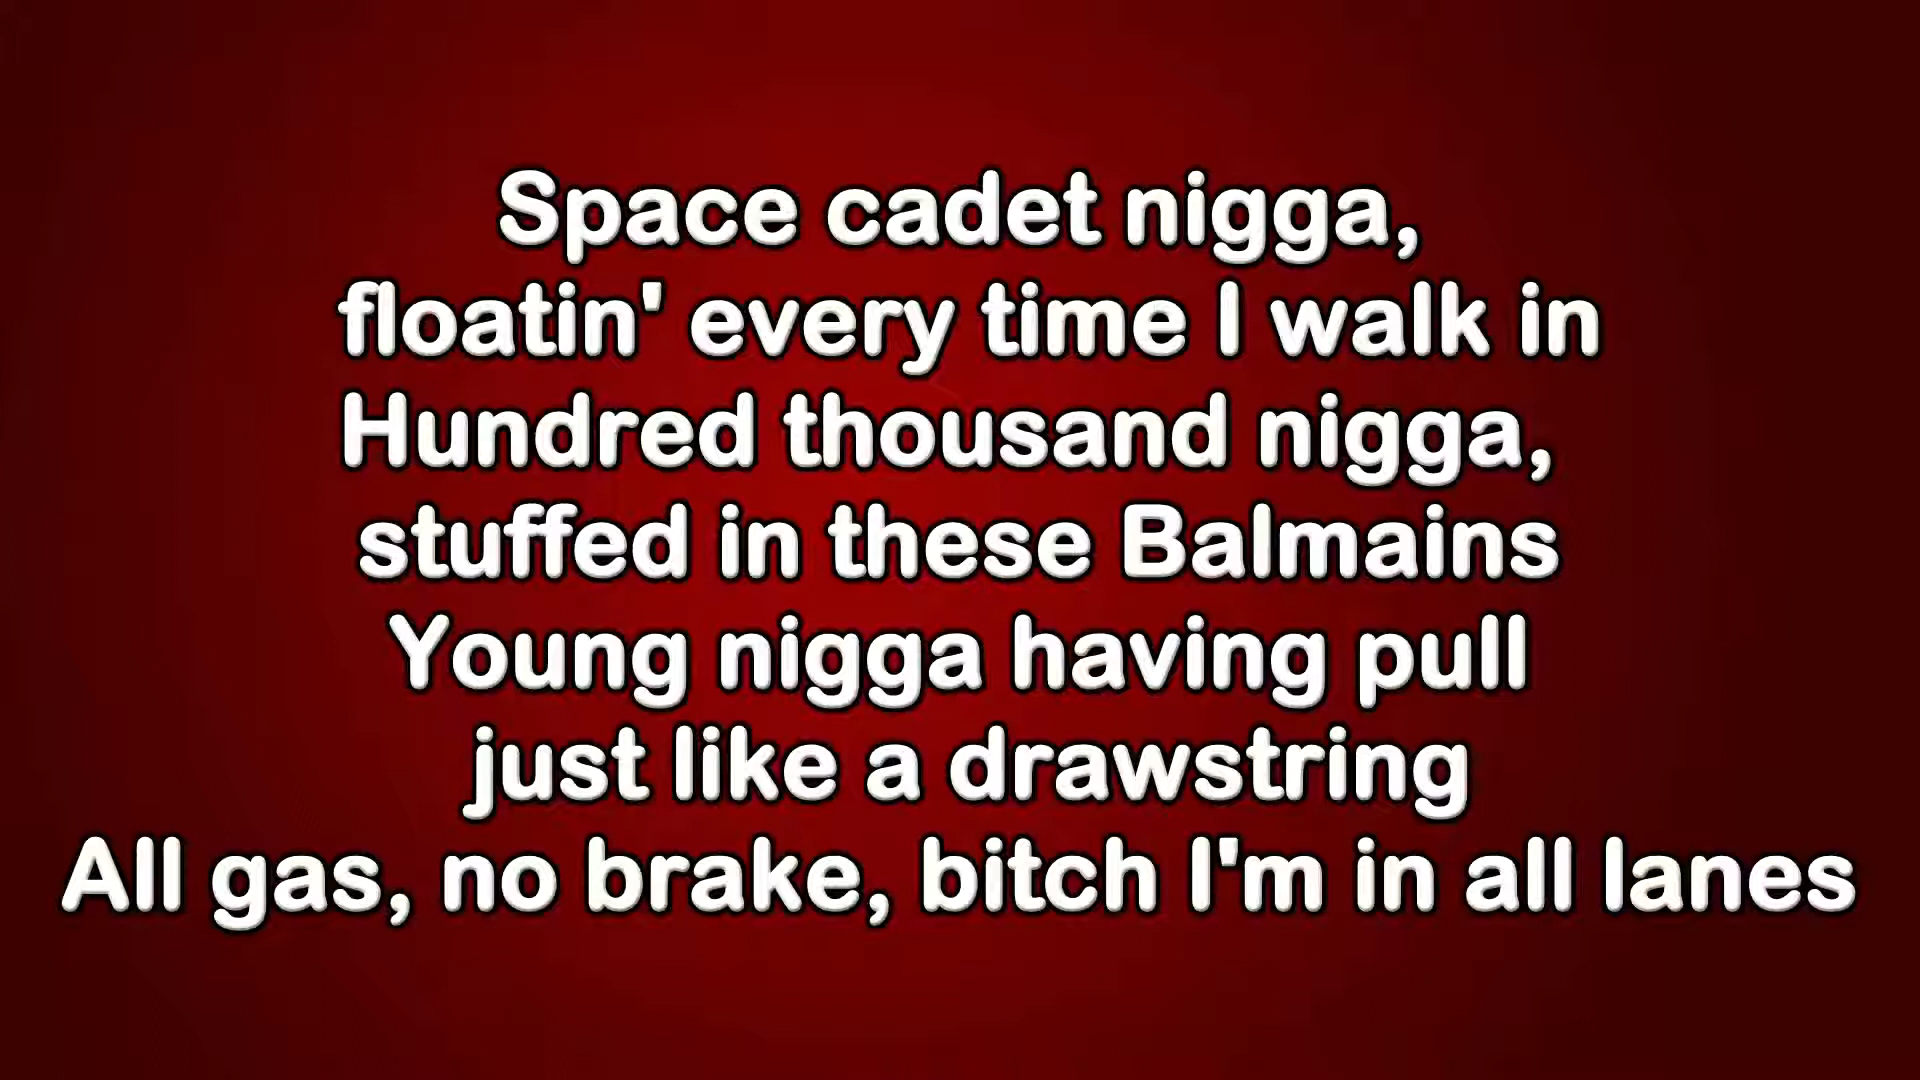 Space cadet nigga,
floatin' every time I walk in
Hundred thousand nigga,
stuffed in these Balmains
Young nigga having pull
just like a drawstring
All gas, no brake, bitch I'm in all lanes